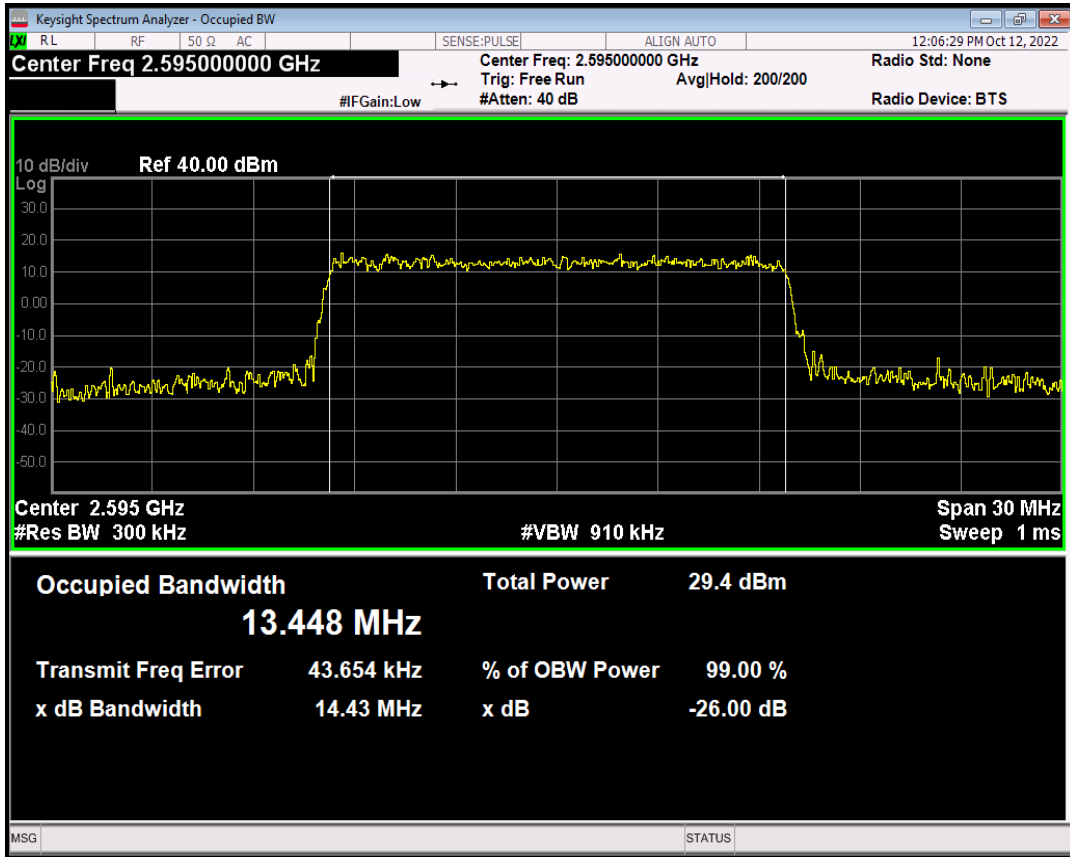 Keysight Spectrum Analyzer - Occupied BW
LXI RL RF 50 Ω AC SENSE:PULSE ALIGN AUTO 12:06:29 PM Oct 12, 2022
Center Freq 2.595000000 GHz Center Freq: 2.595000000 GHz Radio Std: None
Trig: Free Run Avg|Hold: 200/200
#IFGain:Low #Atten: 40 dB Radio Device: BTS
10 dB/div Ref 40.00 dBm
Log
30.0
20.0
10.0
0.00
-10.0
-20.0
-30.0
-40.0
-50.0
Center 2.595 GHz Span 30 MHz
#Res BW 300 kHz #VBW 910 kHz Sweep 1 ms
Occupied Bandwidth Total Power 29.4 dBm
13.448 MHz
Transmit Freq Error 43.654 kHz % of OBW Power 99.00 %
x dB Bandwidth 14.43 MHz x dB -26.00 dB
MSG STATUS